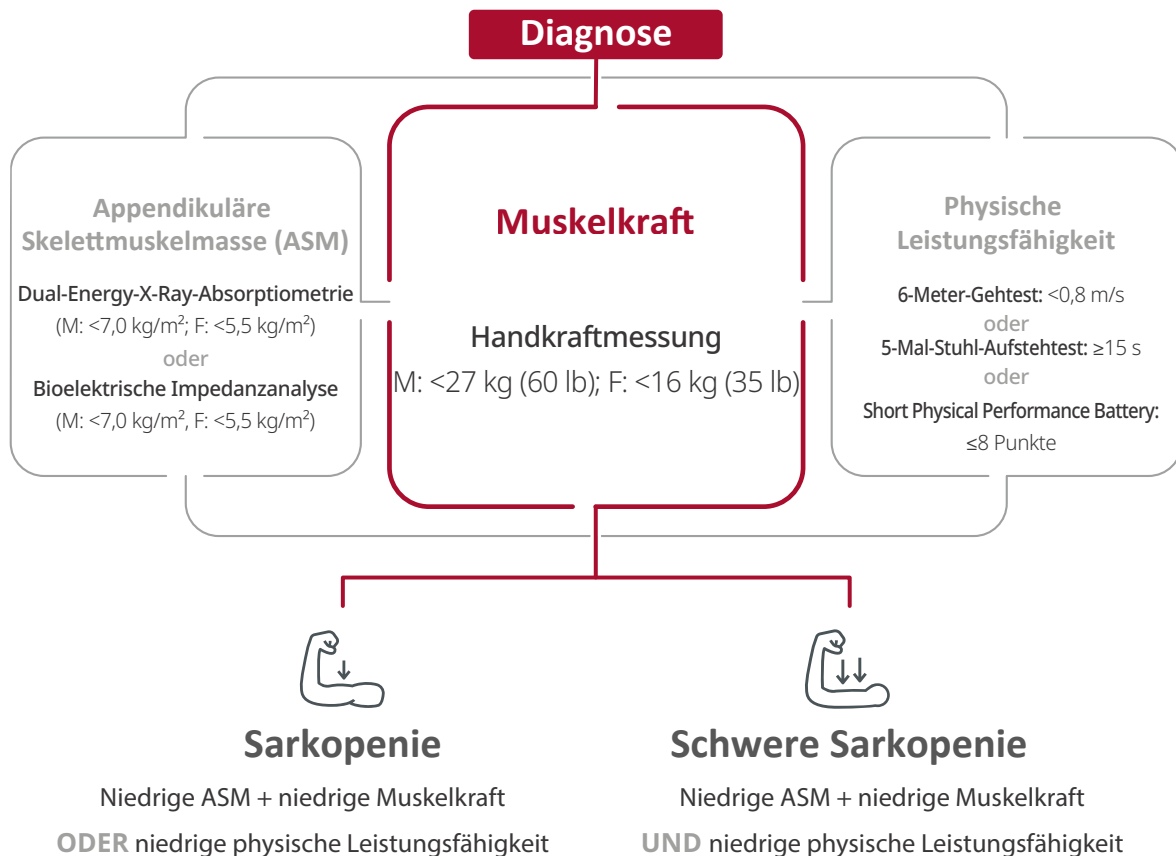 Diagnose
Appendikuläre
Skelettmuskelmasse (ASM)
Dual-Energy-X-Ray-Absorptiometrie
(M: <7,0 kg/m²; F: <5,5 kg/m²)
oder
Bioelektrische Impedanzanalyse
(M: <7,0 kg/m², F: <5,5 kg/m²)
Muskelkraft
Handkraftmessung
M: <27 kg (60 lb); F: <16 kg (35 lb)
Physische
Leistungsfähigkeit
6-Meter-Gehtest: <0,8 m/s
oder
5-Mal-Stuhl-Aufstehtest: ≥15 s
oder
Short Physical Performance Battery:
≤8 Punkte
Sarkopenie
Niedrige ASM + niedrige Muskelkraft
ODER niedrige physische Leistungsfähigkeit
Schwere Sarkopenie
Niedrige ASM + niedrige Muskelkraft
UND niedrige physische Leistungsfähigkeit